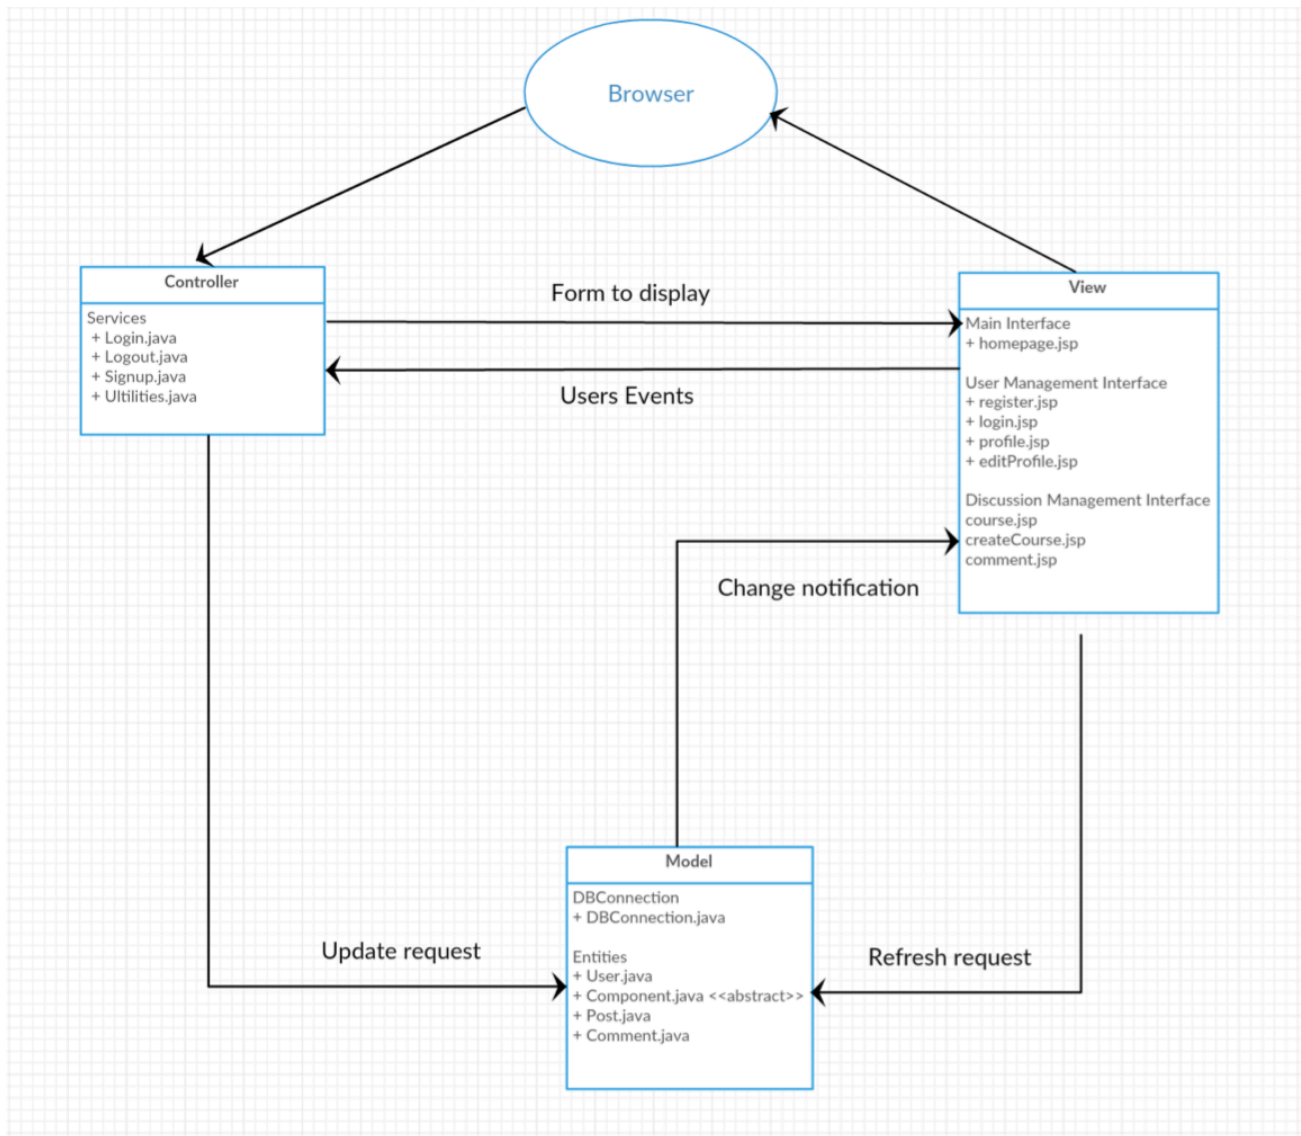 Browser
Controller
Services
+ Login.java
+ Logout.java
+ Signup.java
+ Ultilities.java
Form to display
Users Events
View
Main Interface
+ homepage.jsp
User Management Interface
+ register.jsp
+ login.jsp
+ profile.jsp
+ editProfile.jsp
Discussion Management Interface
course.jsp
createCourse.jsp
comment.jsp
Change notification
Model
DBConnection
+ DBConnection.java
Entities
+ User.java
+ Component.java <<abstract>>
+ Post.java
+ Comment.java
Update request
Refresh request